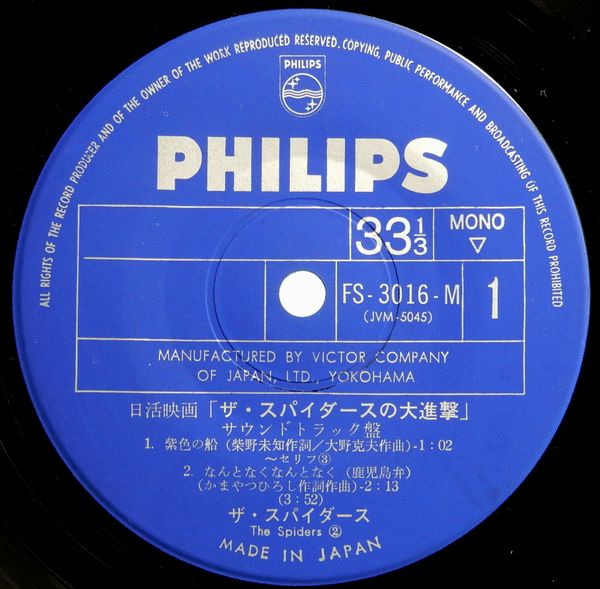 ALL RIGHTS OF THE RECORD PRODUCER AND OF THE OWNER OF THE WORK REPRODUCED RESERVED. COPYING, PUBLIC PERFORMANCE AND BROADCASTING OF THIS RECORD PROHIBITED
PHILIPS
PHILIPS
33 1/3
MONO
▽
FS-3016-M
(JVM-5045)
1
MANUFACTURED BY VICTOR COMPANY
OF JAPAN, LTD., YOKOHAMA
日活映画「ザ・スパイダースの大進撃」
サウンドトラック盤
1. 紫色の船(柴野未知作詞/大野克夫作曲)-1:02
〜セリフ③
2. なんとなくなんとなく(鹿児島弁)
(かまやつひろし作詞作曲)-2:13
(3:52)
ザ・スパイダース
The Spiders ②
MADE IN JAPAN